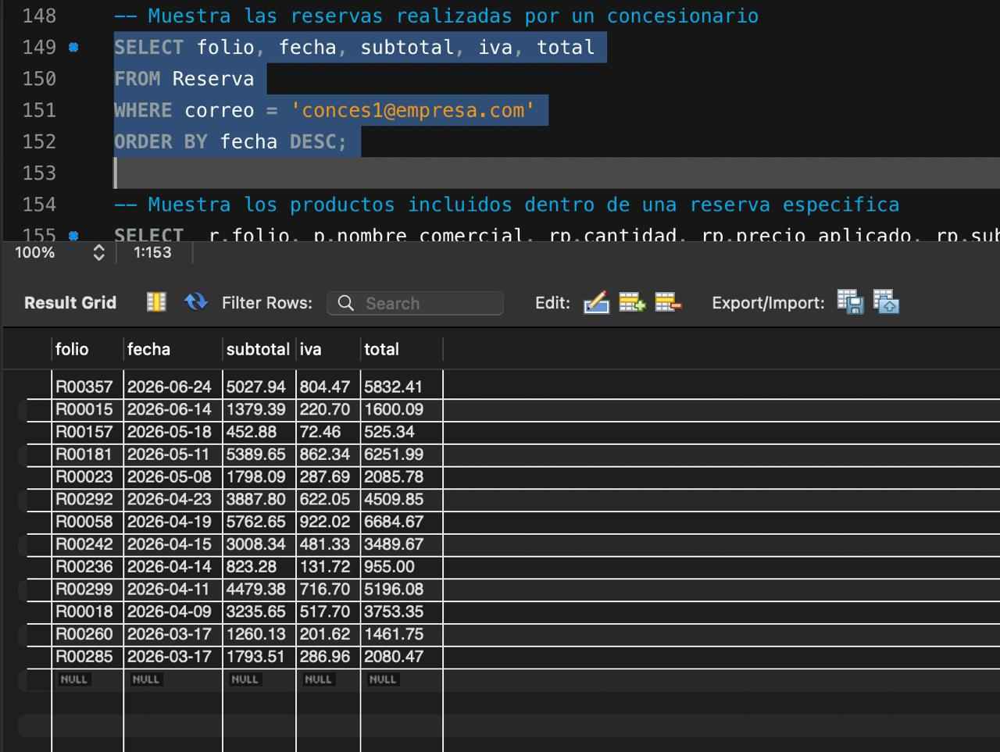 148 -- Muestra las reservas realizadas por un concesionario
149 SELECT folio, fecha, subtotal, iva, total
150 FROM Reserva
151 WHERE correo = 'conces1@empresa.com'
152 ORDER BY fecha DESC;
153
154 -- Muestra los productos incluidos dentro de una reserva especifica
155 SELECT r.folio, p.nombre_comercial, rp.cantidad, rp.precio_aplicado, rp.sub
100% 1:153
Result Grid Filter Rows: Search Edit: Export/Import:
folio fecha subtotal iva total
R00357 2026-06-24 5027.94 804.47 5832.41
R00015 2026-06-14 1379.39 220.70 1600.09
R00157 2026-05-18 452.88 72.46 525.34
R00181 2026-05-11 5389.65 862.34 6251.99
R00023 2026-05-08 1798.09 287.69 2085.78
R00292 2026-04-23 3887.80 622.05 4509.85
R00058 2026-04-19 5762.65 922.02 6684.67
R00242 2026-04-15 3008.34 481.33 3489.67
R00236 2026-04-14 823.28 131.72 955.00
R00299 2026-04-11 4479.38 716.70 5196.08
R00018 2026-04-09 3235.65 517.70 3753.35
R00260 2026-03-17 1260.13 201.62 1461.75
R00285 2026-03-17 1793.51 286.96 2080.47
NULL NULL NULL NULL NULL